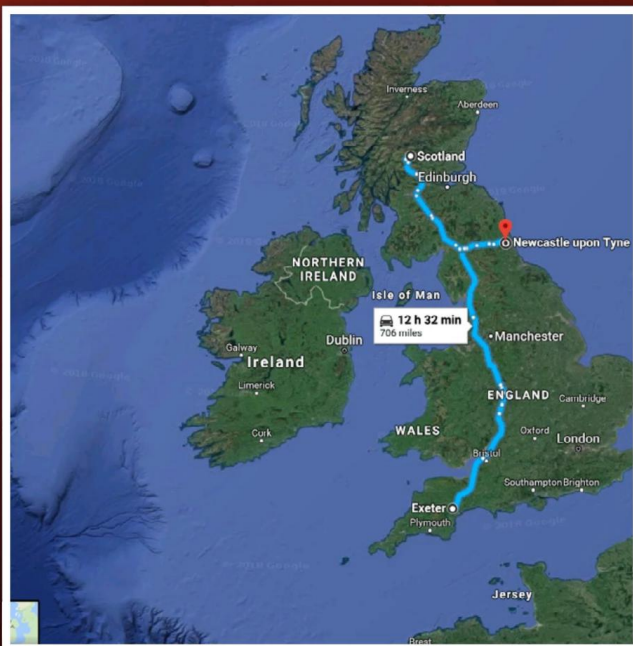 Inverness
Aberdeen
Scotland
Edinburgh
Newcastle upon Tyne
NORTHERN
IRELAND
Isle of Man
12 h 32 min
706 miles
Dublin
Manchester
Galway
Ireland
Limerick
ENGLAND
Cambridge
WALES
Oxford
London
Cork
Bristol
Southampton
Brighton
Exeter
Plymouth
Jersey
Brest